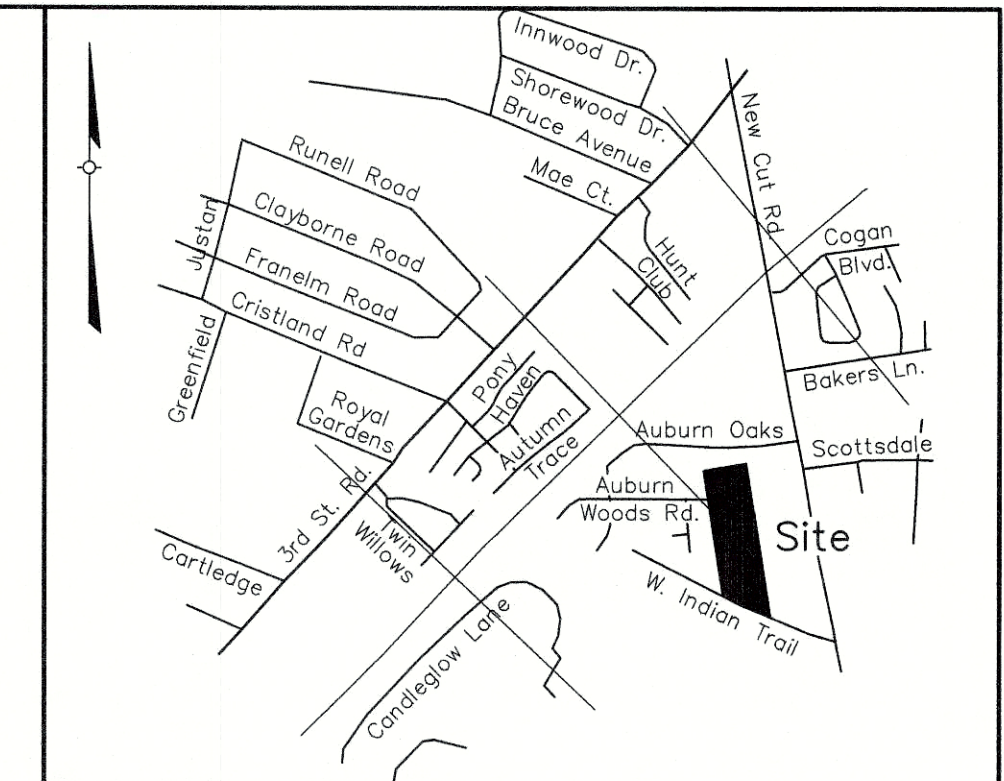 Innwood Dr.
Shorewood Dr.
Bruce Avenue
Mae Ct.
New Cut Rd
Runell Road
Clayborne Road
Justan
Franelm Road
Cristland Rd
Greenfield
Hunt
Club
Cogan
Blvd.
Bakers Ln.
Royal
Gardens
Pony
Haven
Autumn
Trace
Auburn Oaks
Scottsdale
Auburn
Woods Rd.
3rd St. Rd.
Twin
Willows
Site
Cartledge
W. Indian Trail
Candleglow Lane